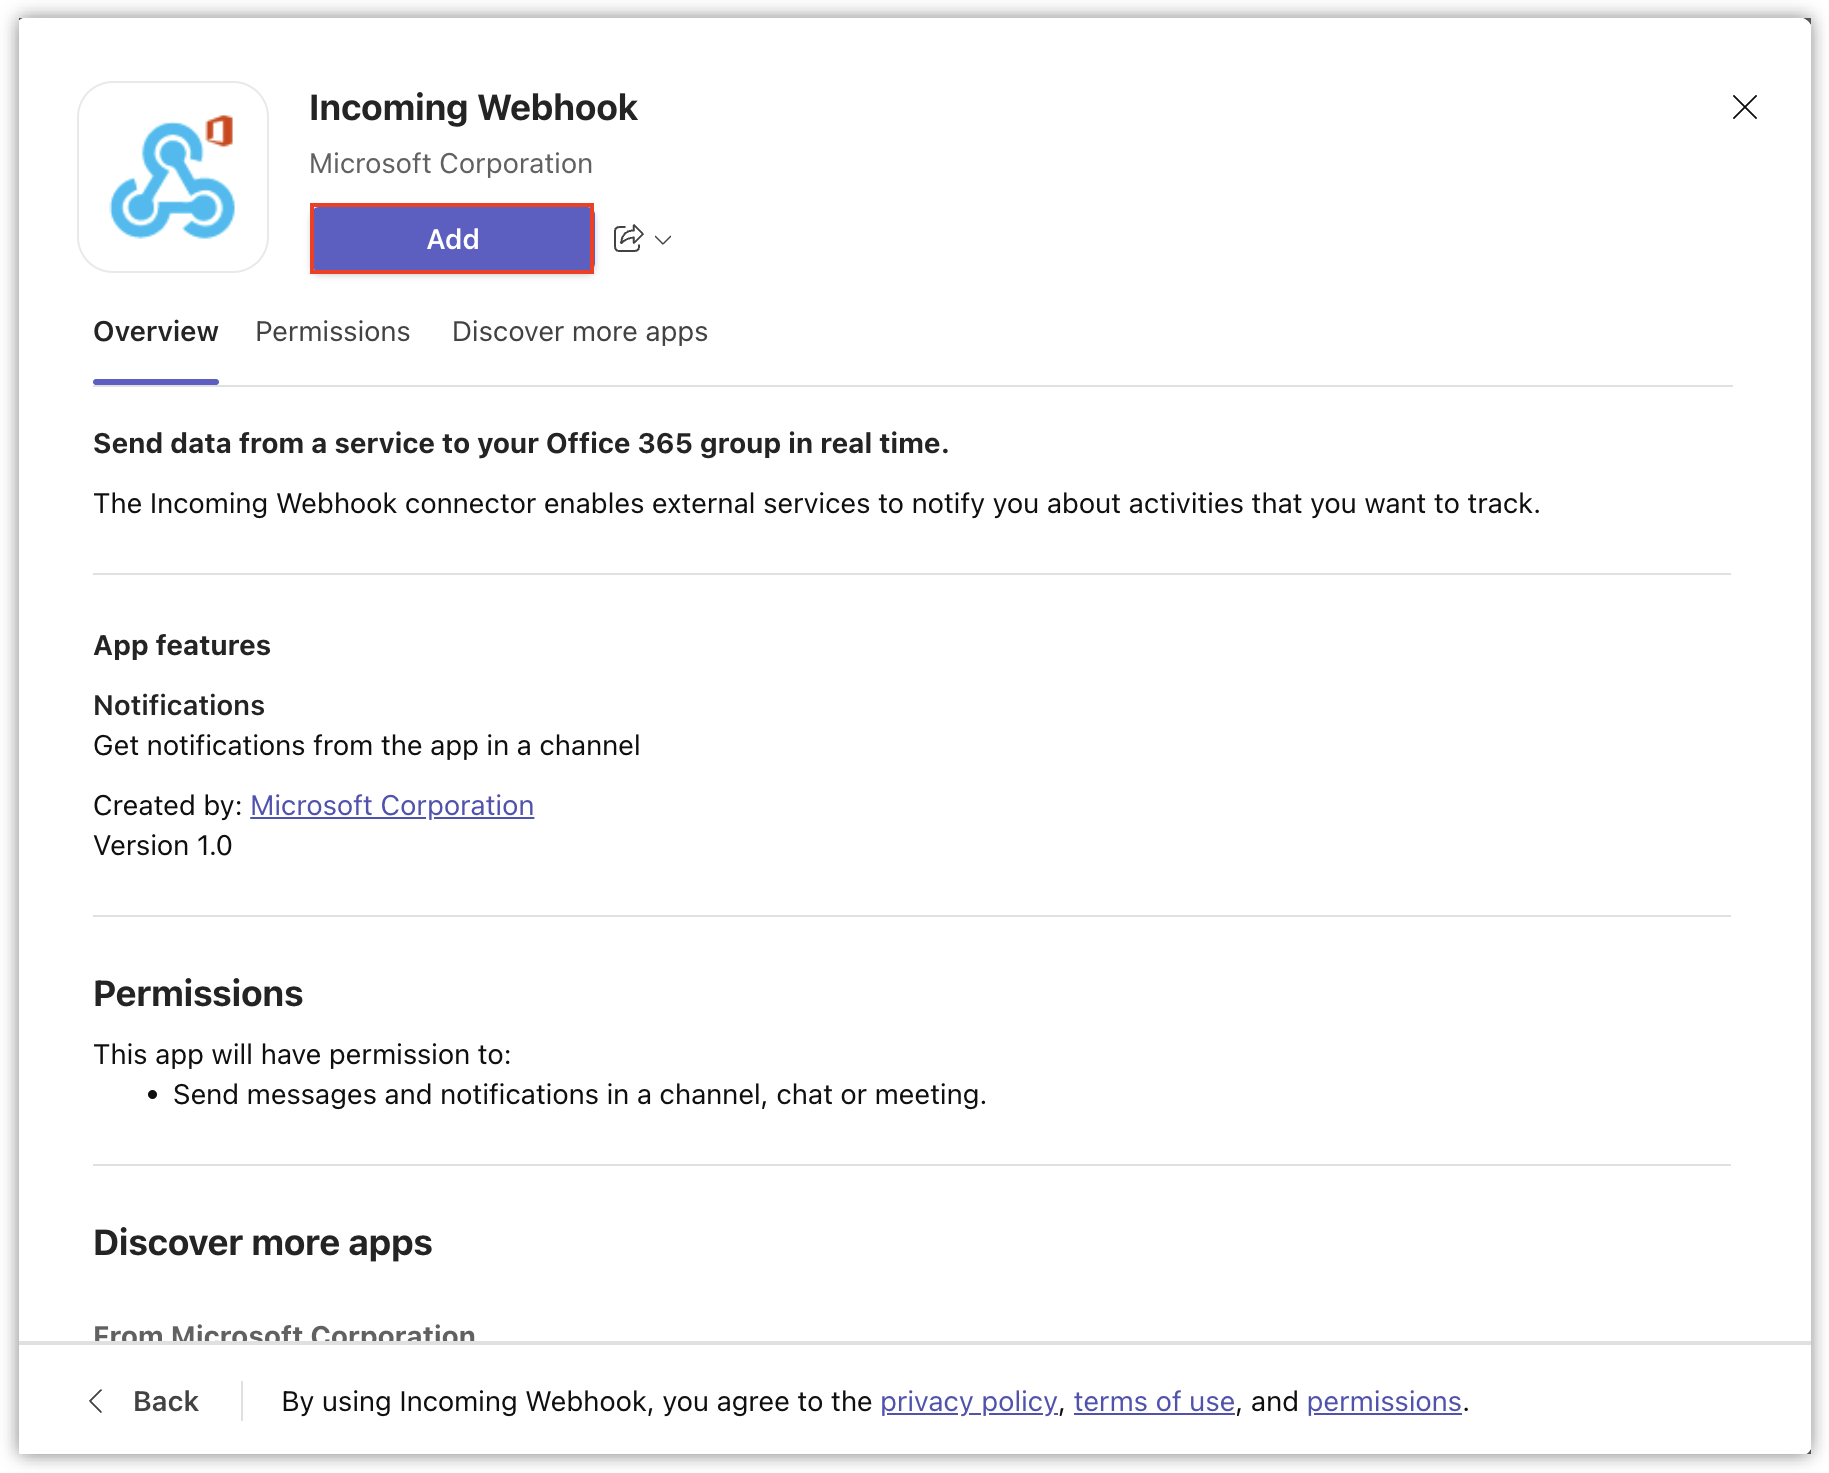 Incoming Webhook
Microsoft Corporation
Add
Overview Permissions Discover more apps
Send data from a service to your Office 365 group in real time.
The Incoming Webhook connector enables external services to notify you about activities that you want to track.
App features
Notifications
Get notifications from the app in a channel
Created by: Microsoft Corporation
Version 1.0
Permissions
This app will have permission to:
• Send messages and notifications in a channel, chat or meeting.
Discover more apps
From Microsoft Corporation
Back By using Incoming Webhook, you agree to the privacy policy, terms of use, and permissions.